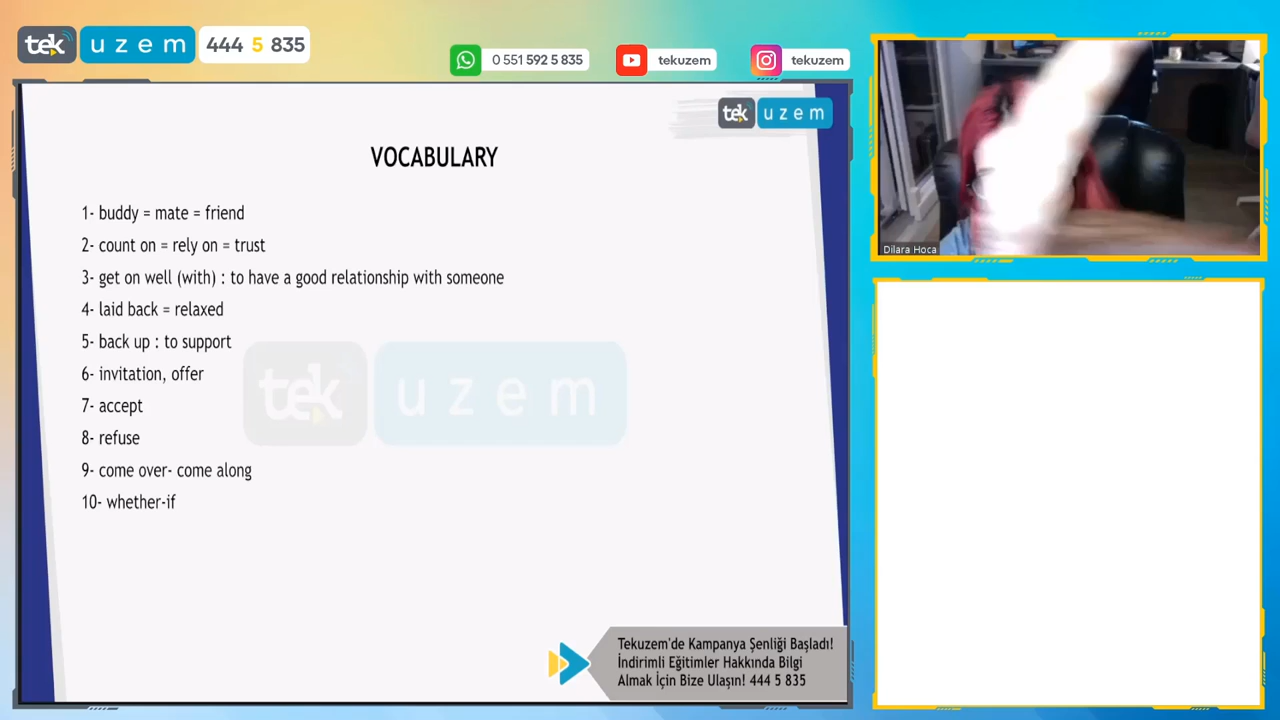 tek uzem 444 5 835
0 551 592 5 835
tekuzem
tekuzem
tek uzem
VOCABULARY
1- buddy = mate = friend
2- count on = rely on = trust
3- get on well (with) : to have a good relationship with someone
4- laid back = relaxed
5- back up : to support
6- invitation, offer
7- accept
8- refuse
9- come over- come along
10- whether-if
tek uzem
Tekuzem'de Kampanya Şenliği Başladı!
İndirimli Eğitimler Hakkında Bilgi
Almak İçin Bize Ulaşın! 444 5 835
Dilara Hoca